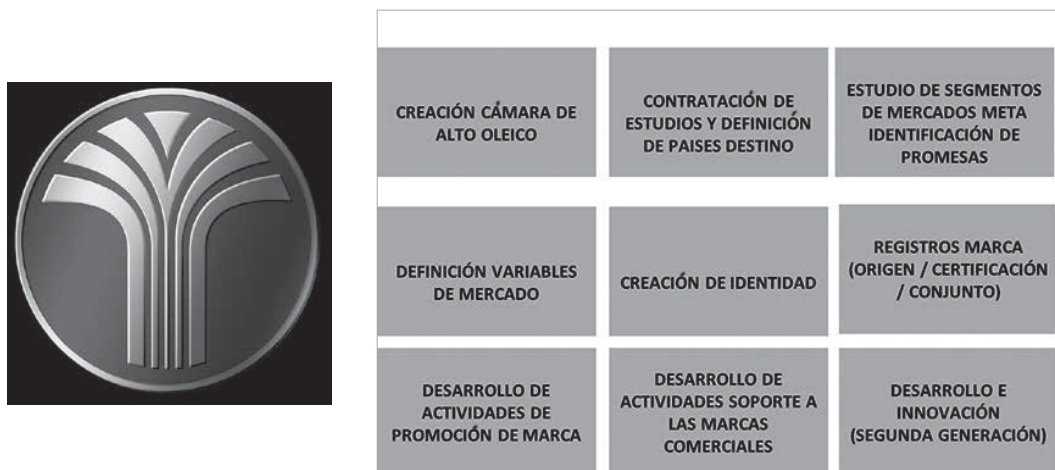 CREACIÓN CÁMARA DE
ALTO OLEICO
CONTRATACIÓN DE
ESTUDIOS Y DEFINICIÓN
DE PAISES DESTINO
ESTUDIO DE SEGMENTOS
DE MERCADOS META
IDENTIFICACIÓN DE
PROMESAS
DEFINICIÓN VARIABLES
DE MERCADO
CREACIÓN DE IDENTIDAD
REGISTROS MARCA
(ORIGEN / CERTIFICACIÓN
/ CONJUNTO)
DESARROLLO DE
ACTIVIDADES DE
PROMOCIÓN DE MARCA
DESARROLLO DE
ACTIVIDADES SOPORTE A
LAS MARCAS
COMERCIALES
DESARROLLO E
INNOVACIÓN
(SEGUNDA GENERACIÓN)